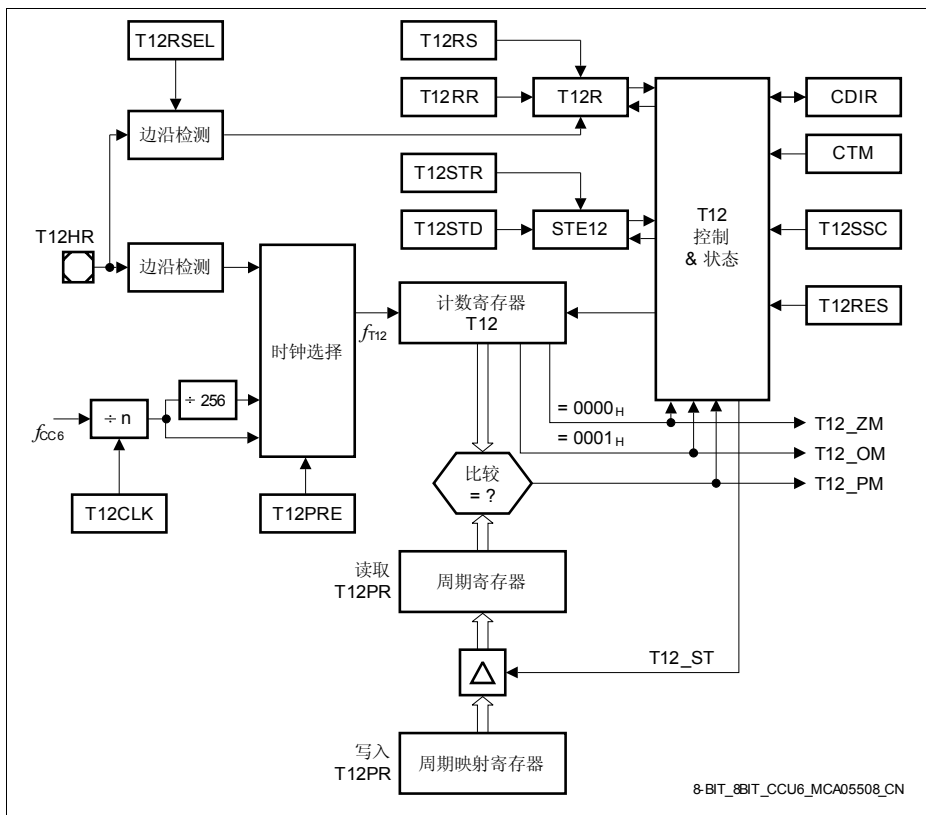 T12RSEL
T12RS
T12RR
T12R
CDIR
边沿检测
CTM
T12STR
T12
控制
& 状态
T12STD
STE12
T12SSC
T12HR
边沿检测
计数寄存器
T12
T12RES
时钟选择
fT12
÷ 256
÷ n
fCC6
= 0000H
T12_ZM
= 0001H
T12_OM
比较
= ?
T12_PM
T12CLK
T12PRE
读取
T12PR
周期寄存器
T12_ST
写入
T12PR
周期映射寄存器
8-BIT_8BIT_CCU6_MCA05508_CN